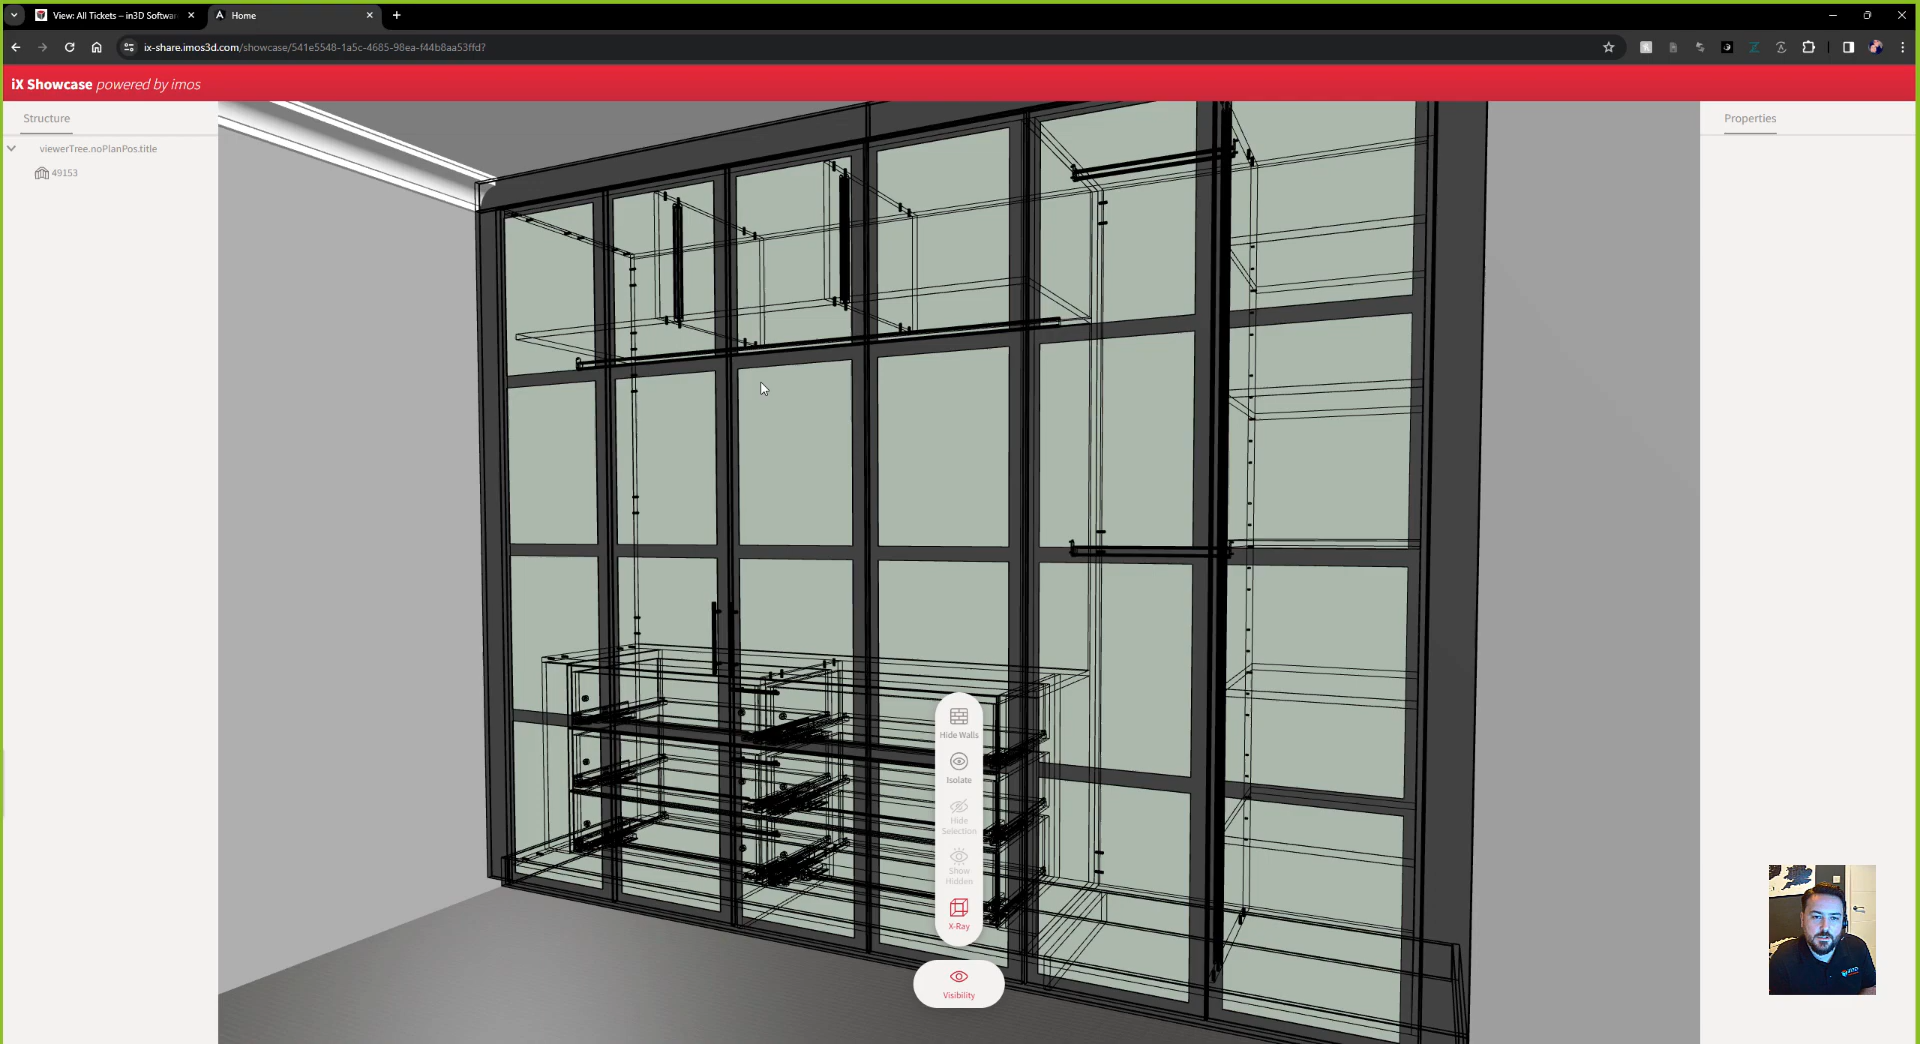 View: All Tickets – in3D Softwar
Home
ix-share.imos3d.com/showcase/541e5548-1a5c-4685-98ea-f44b8aa53ffd?
iX Showcase powered by imos
Structure
Properties
viewerTree.noPlanPos.title
49153
Hide Walls
Isolate
Hide
Selection
Show
Hidden
X-Ray
Visibility